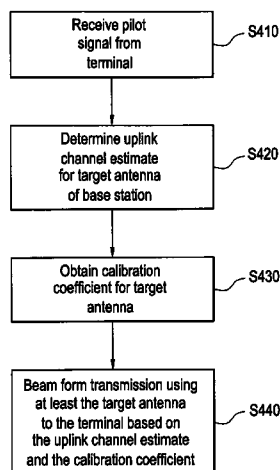 Receive pilot
signal from
terminal
S410
Determine uplink
channel estimate
for target antenna
of base station
S420
Obtain calibration
coefficient for target
antenna
S430
Beam form transmission using
at least the target antenna
to the terminal based on
the uplink channel estimate
and the calibration coefficient
S440